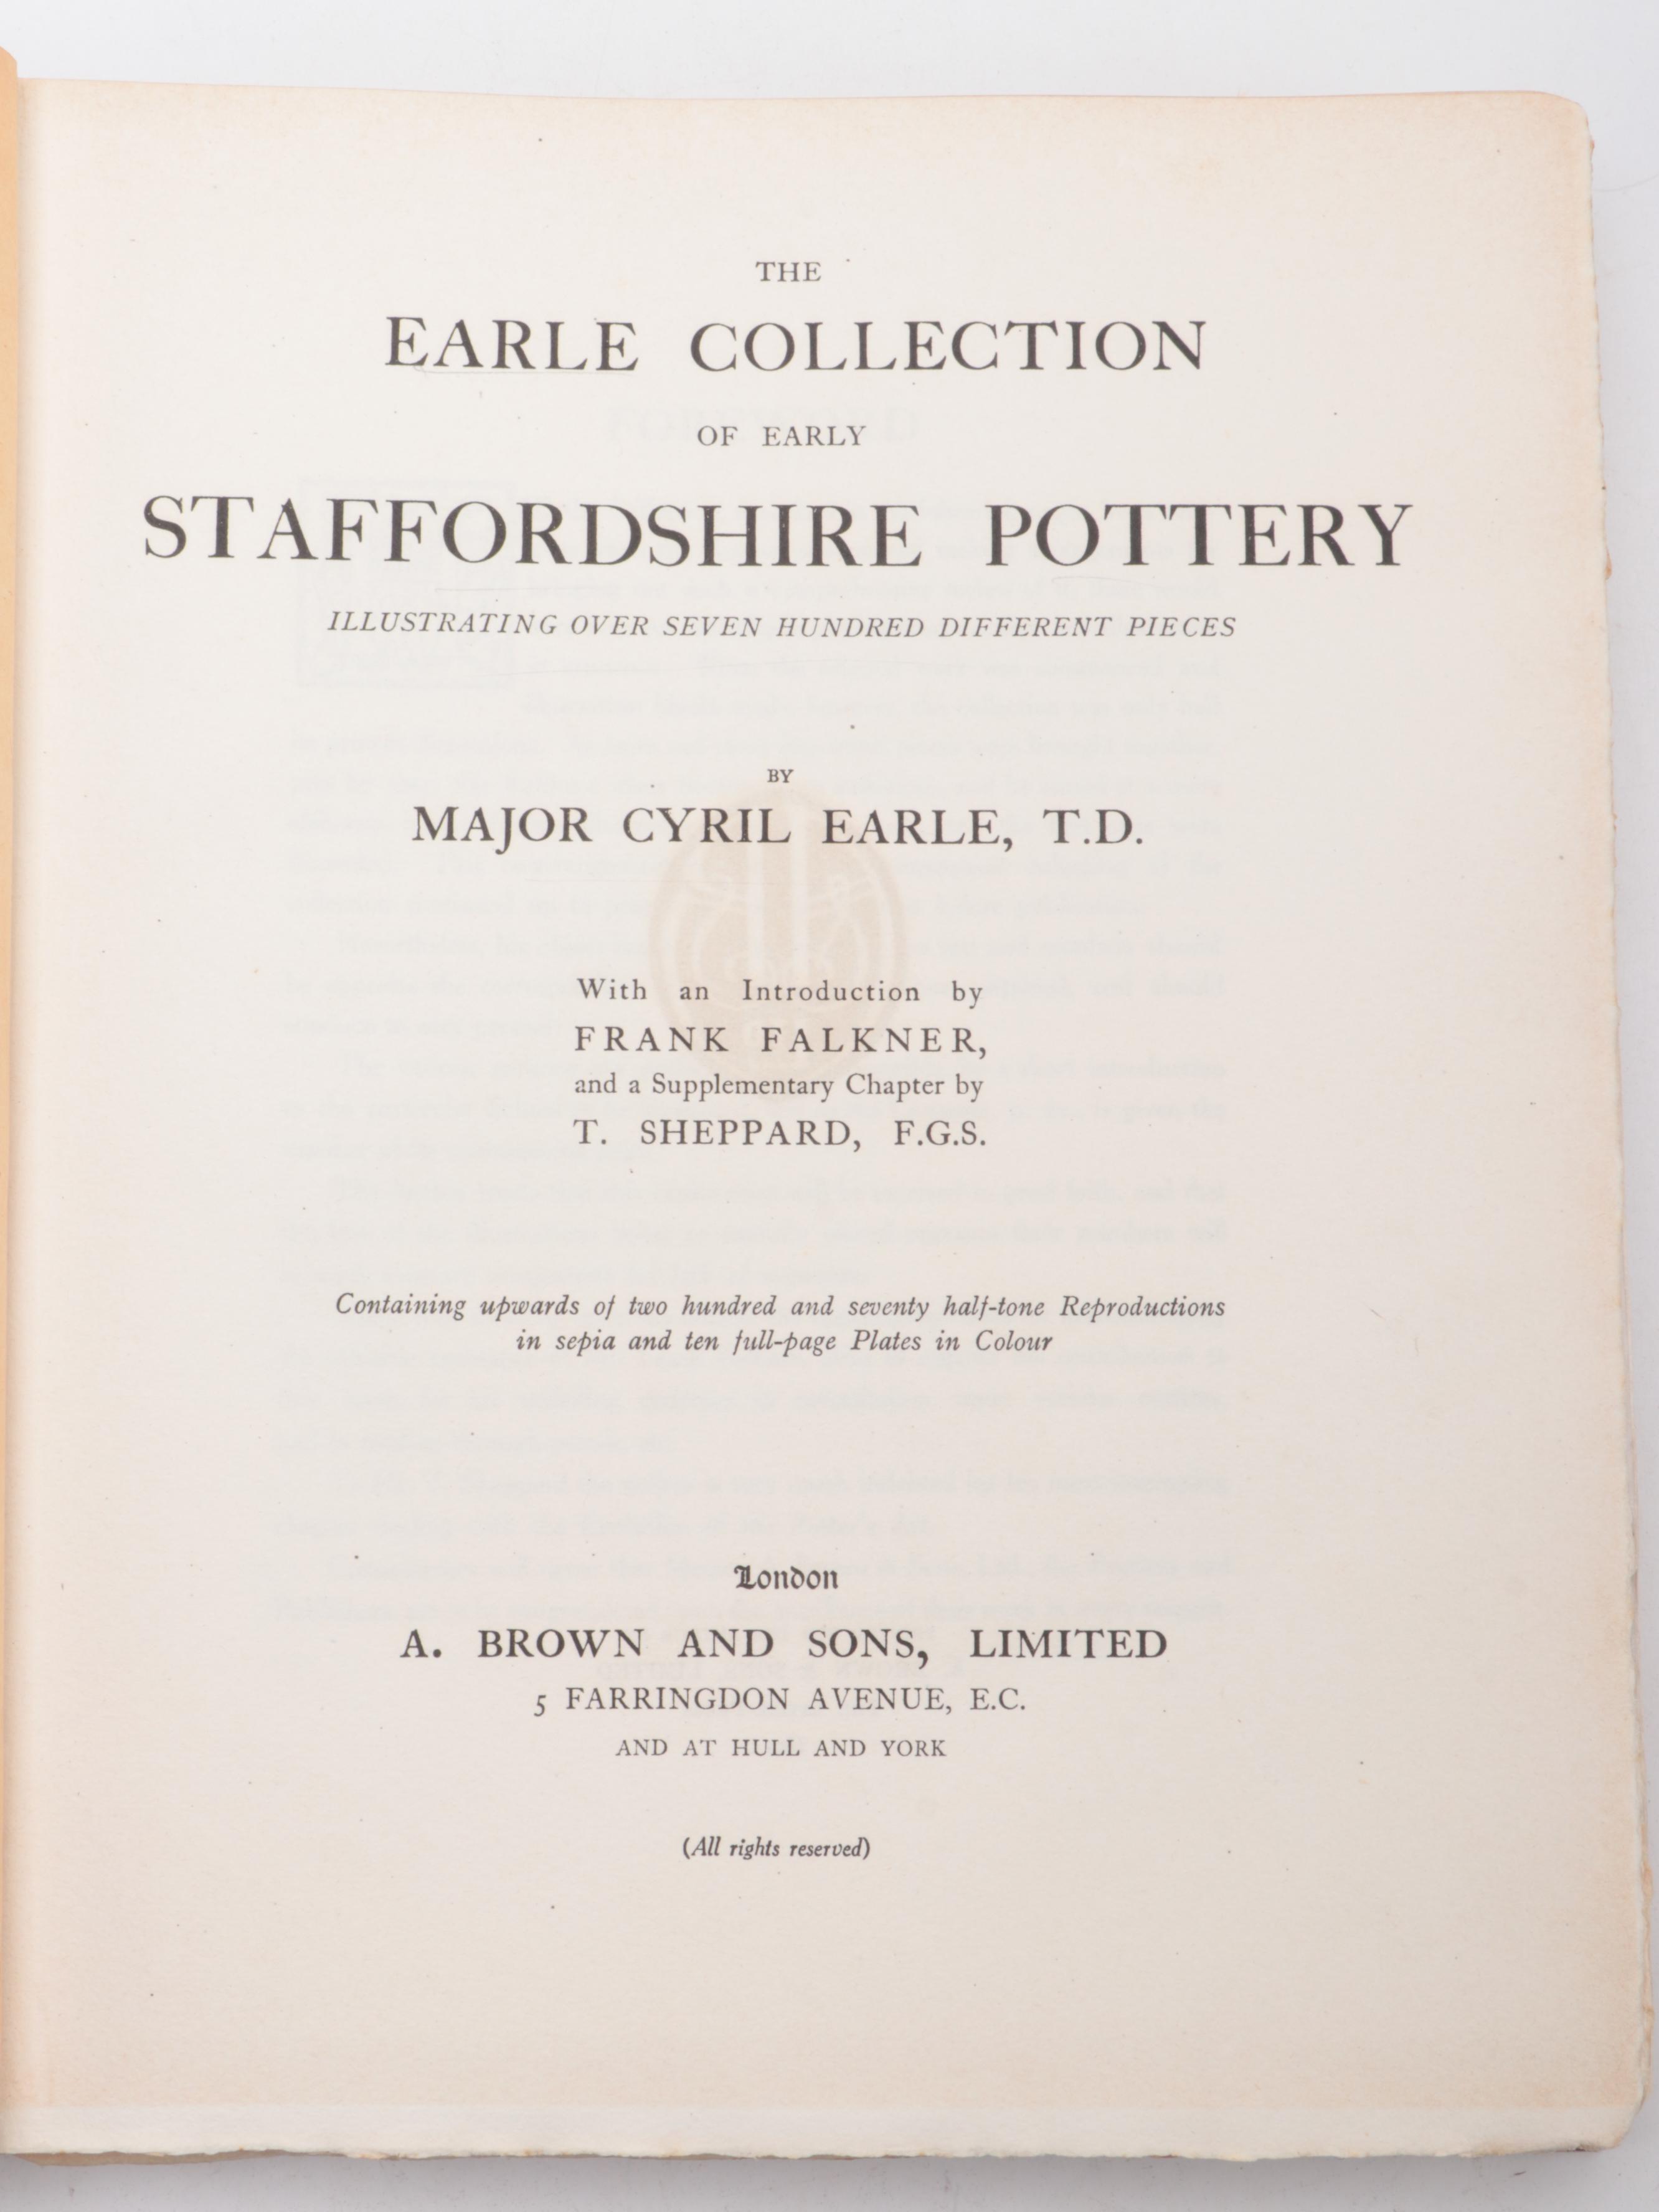 THE
EARLE COLLECTION
OF EARLY
STAFFORDSHIRE POTTERY
ILLUSTRATING OVER SEVEN HUNDRED DIFFERENT PIECES
BY
MAJOR CYRIL EARLE, T.D.
With an Introduction by
FRANK FALKNER,
and a Supplementary Chapter by
T. SHEPPARD, F.G.S.
Containing upwards of two hundred and seventy half-tone Reproductions
in sepia and ten full-page Plates in Colour
London
A. BROWN AND SONS, LIMITED
5 FARRINGDON AVENUE, E.C.
AND AT HULL AND YORK
(All rights reserved)